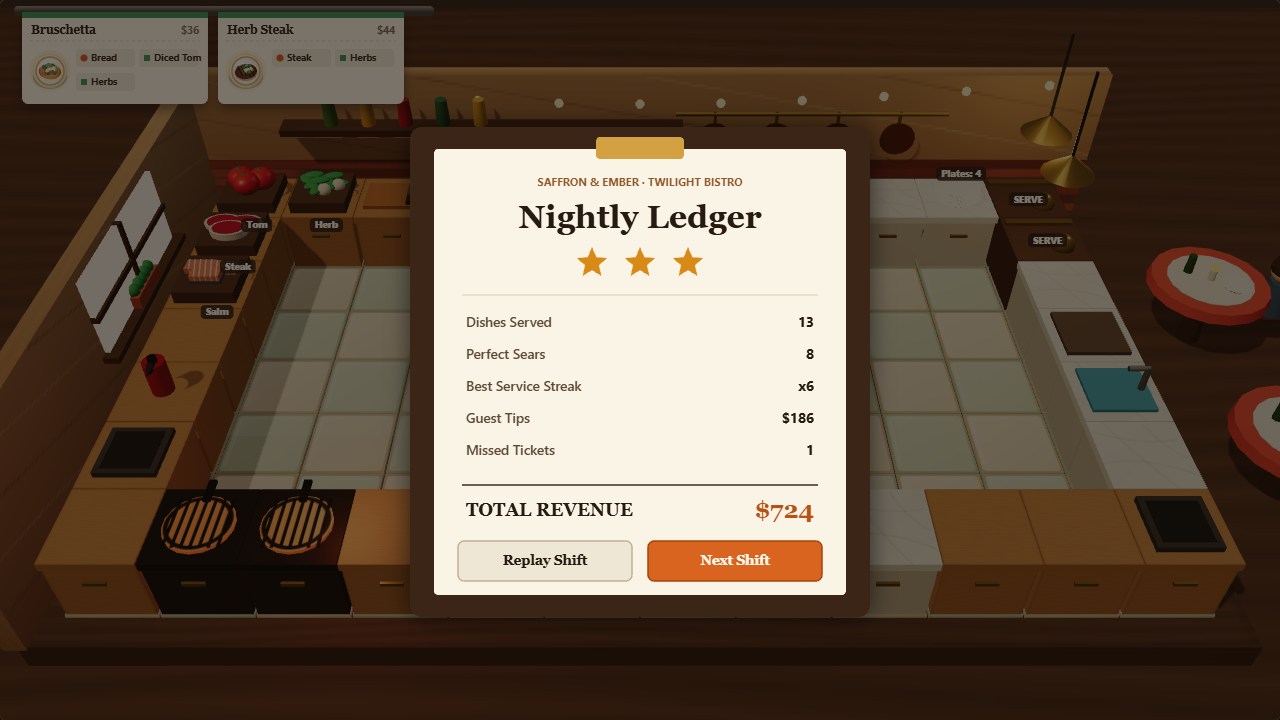 Bruschetta $36
Bread Diced Tom
Herbs
Herb Steak $44
Steak Herbs
Plates: 4
SERVE
SERVE
Tom
Herb
Steak
Salm
SAFFRON & EMBER · TWILIGHT BISTRO
Nightly Ledger
Dishes Served 13
Perfect Sears 8
Best Service Streak x6
Guest Tips $186
Missed Tickets 1
TOTAL REVENUE $724
Replay Shift Next Shift